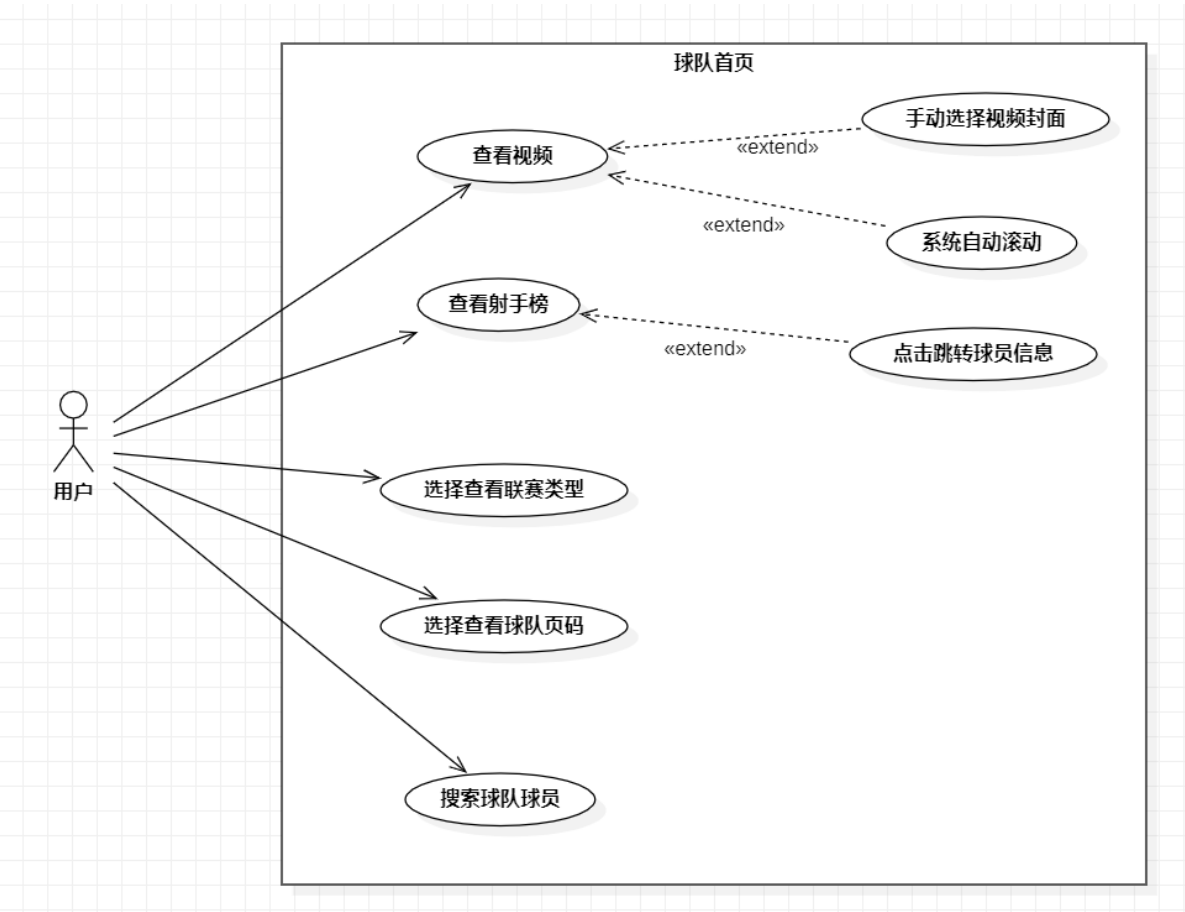 球队首页
手动选择视频封面
查看视频
«extend»
«extend»
系统自动滚动
查看射手榜
«extend»
点击跳转球员信息
用户
选择查看联赛类型
选择查看球队页码
搜索球队球员